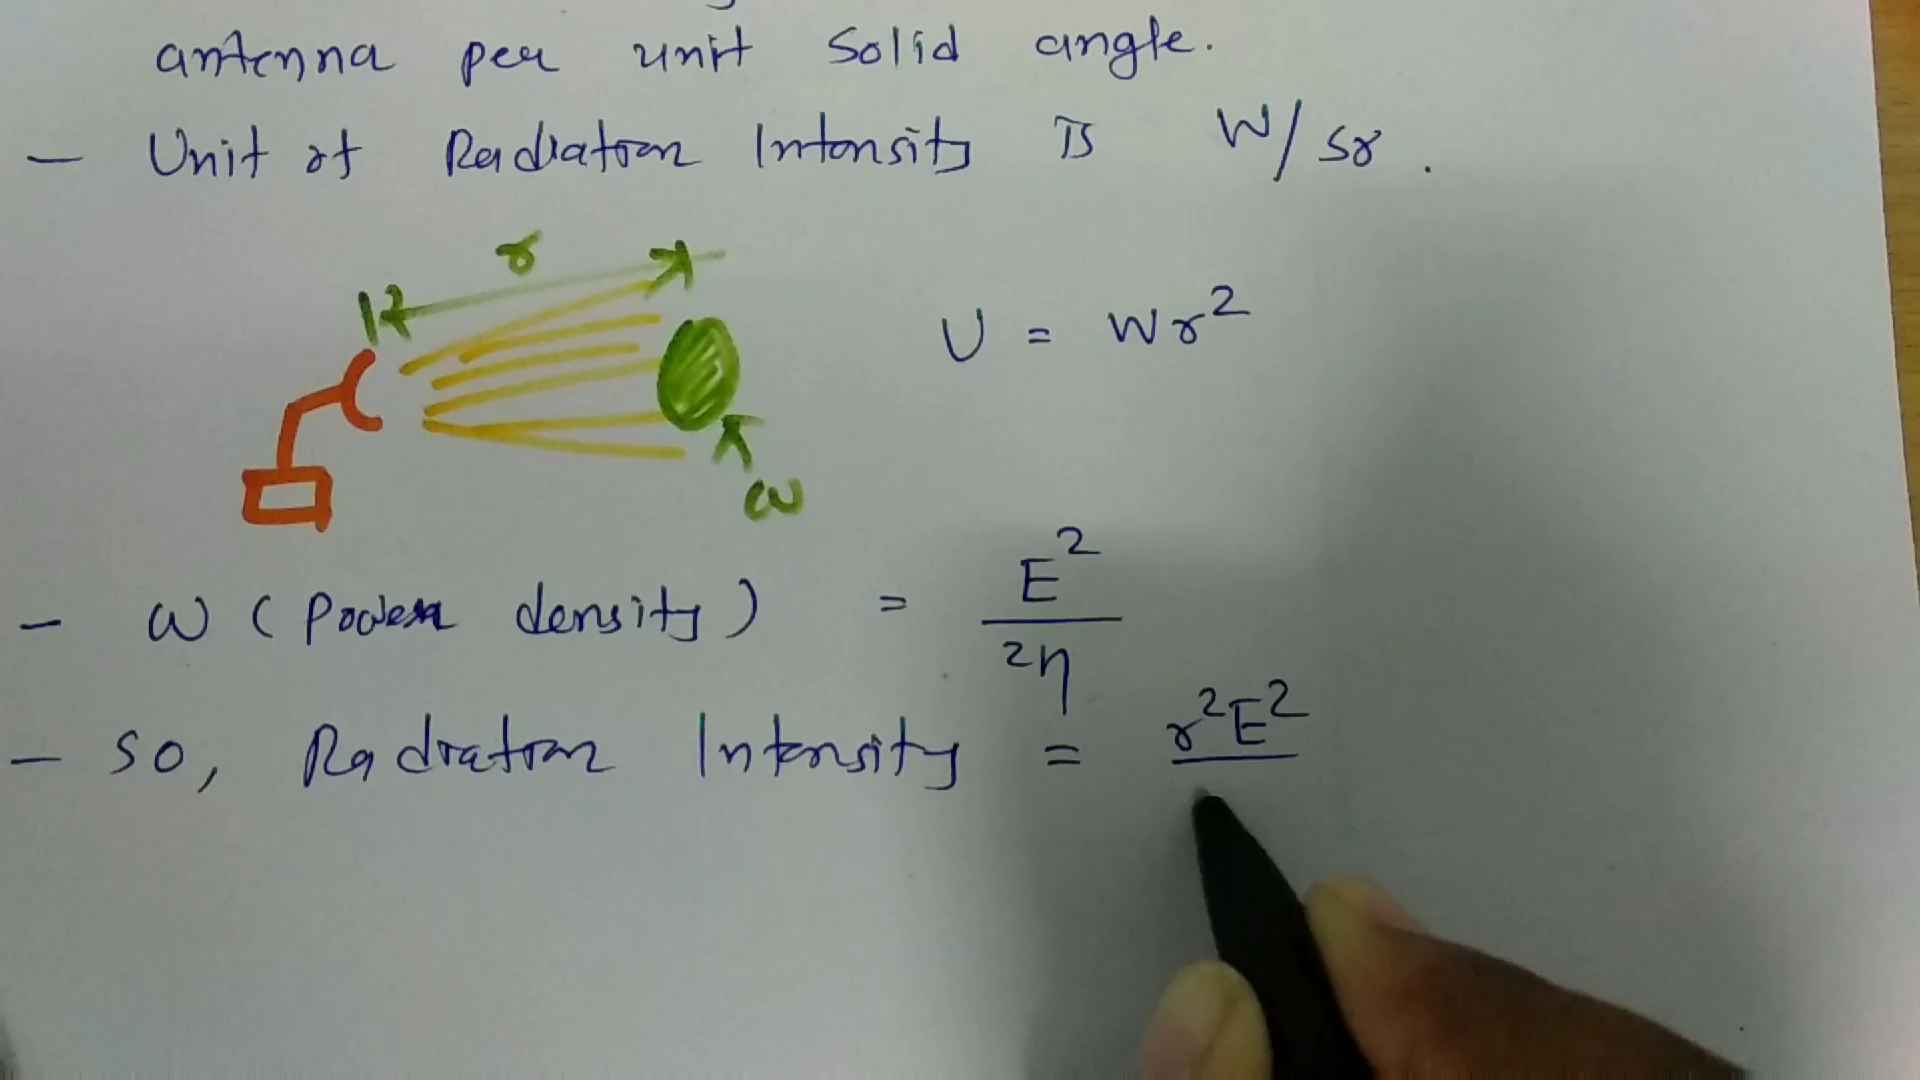 antenna per unit solid angle.
- Unit of Radiation Intensity is W/sr.
r
U = Wr²
ω
- ω (Power density) = E² / 2η
- so, Radiation Intensity = r²E²